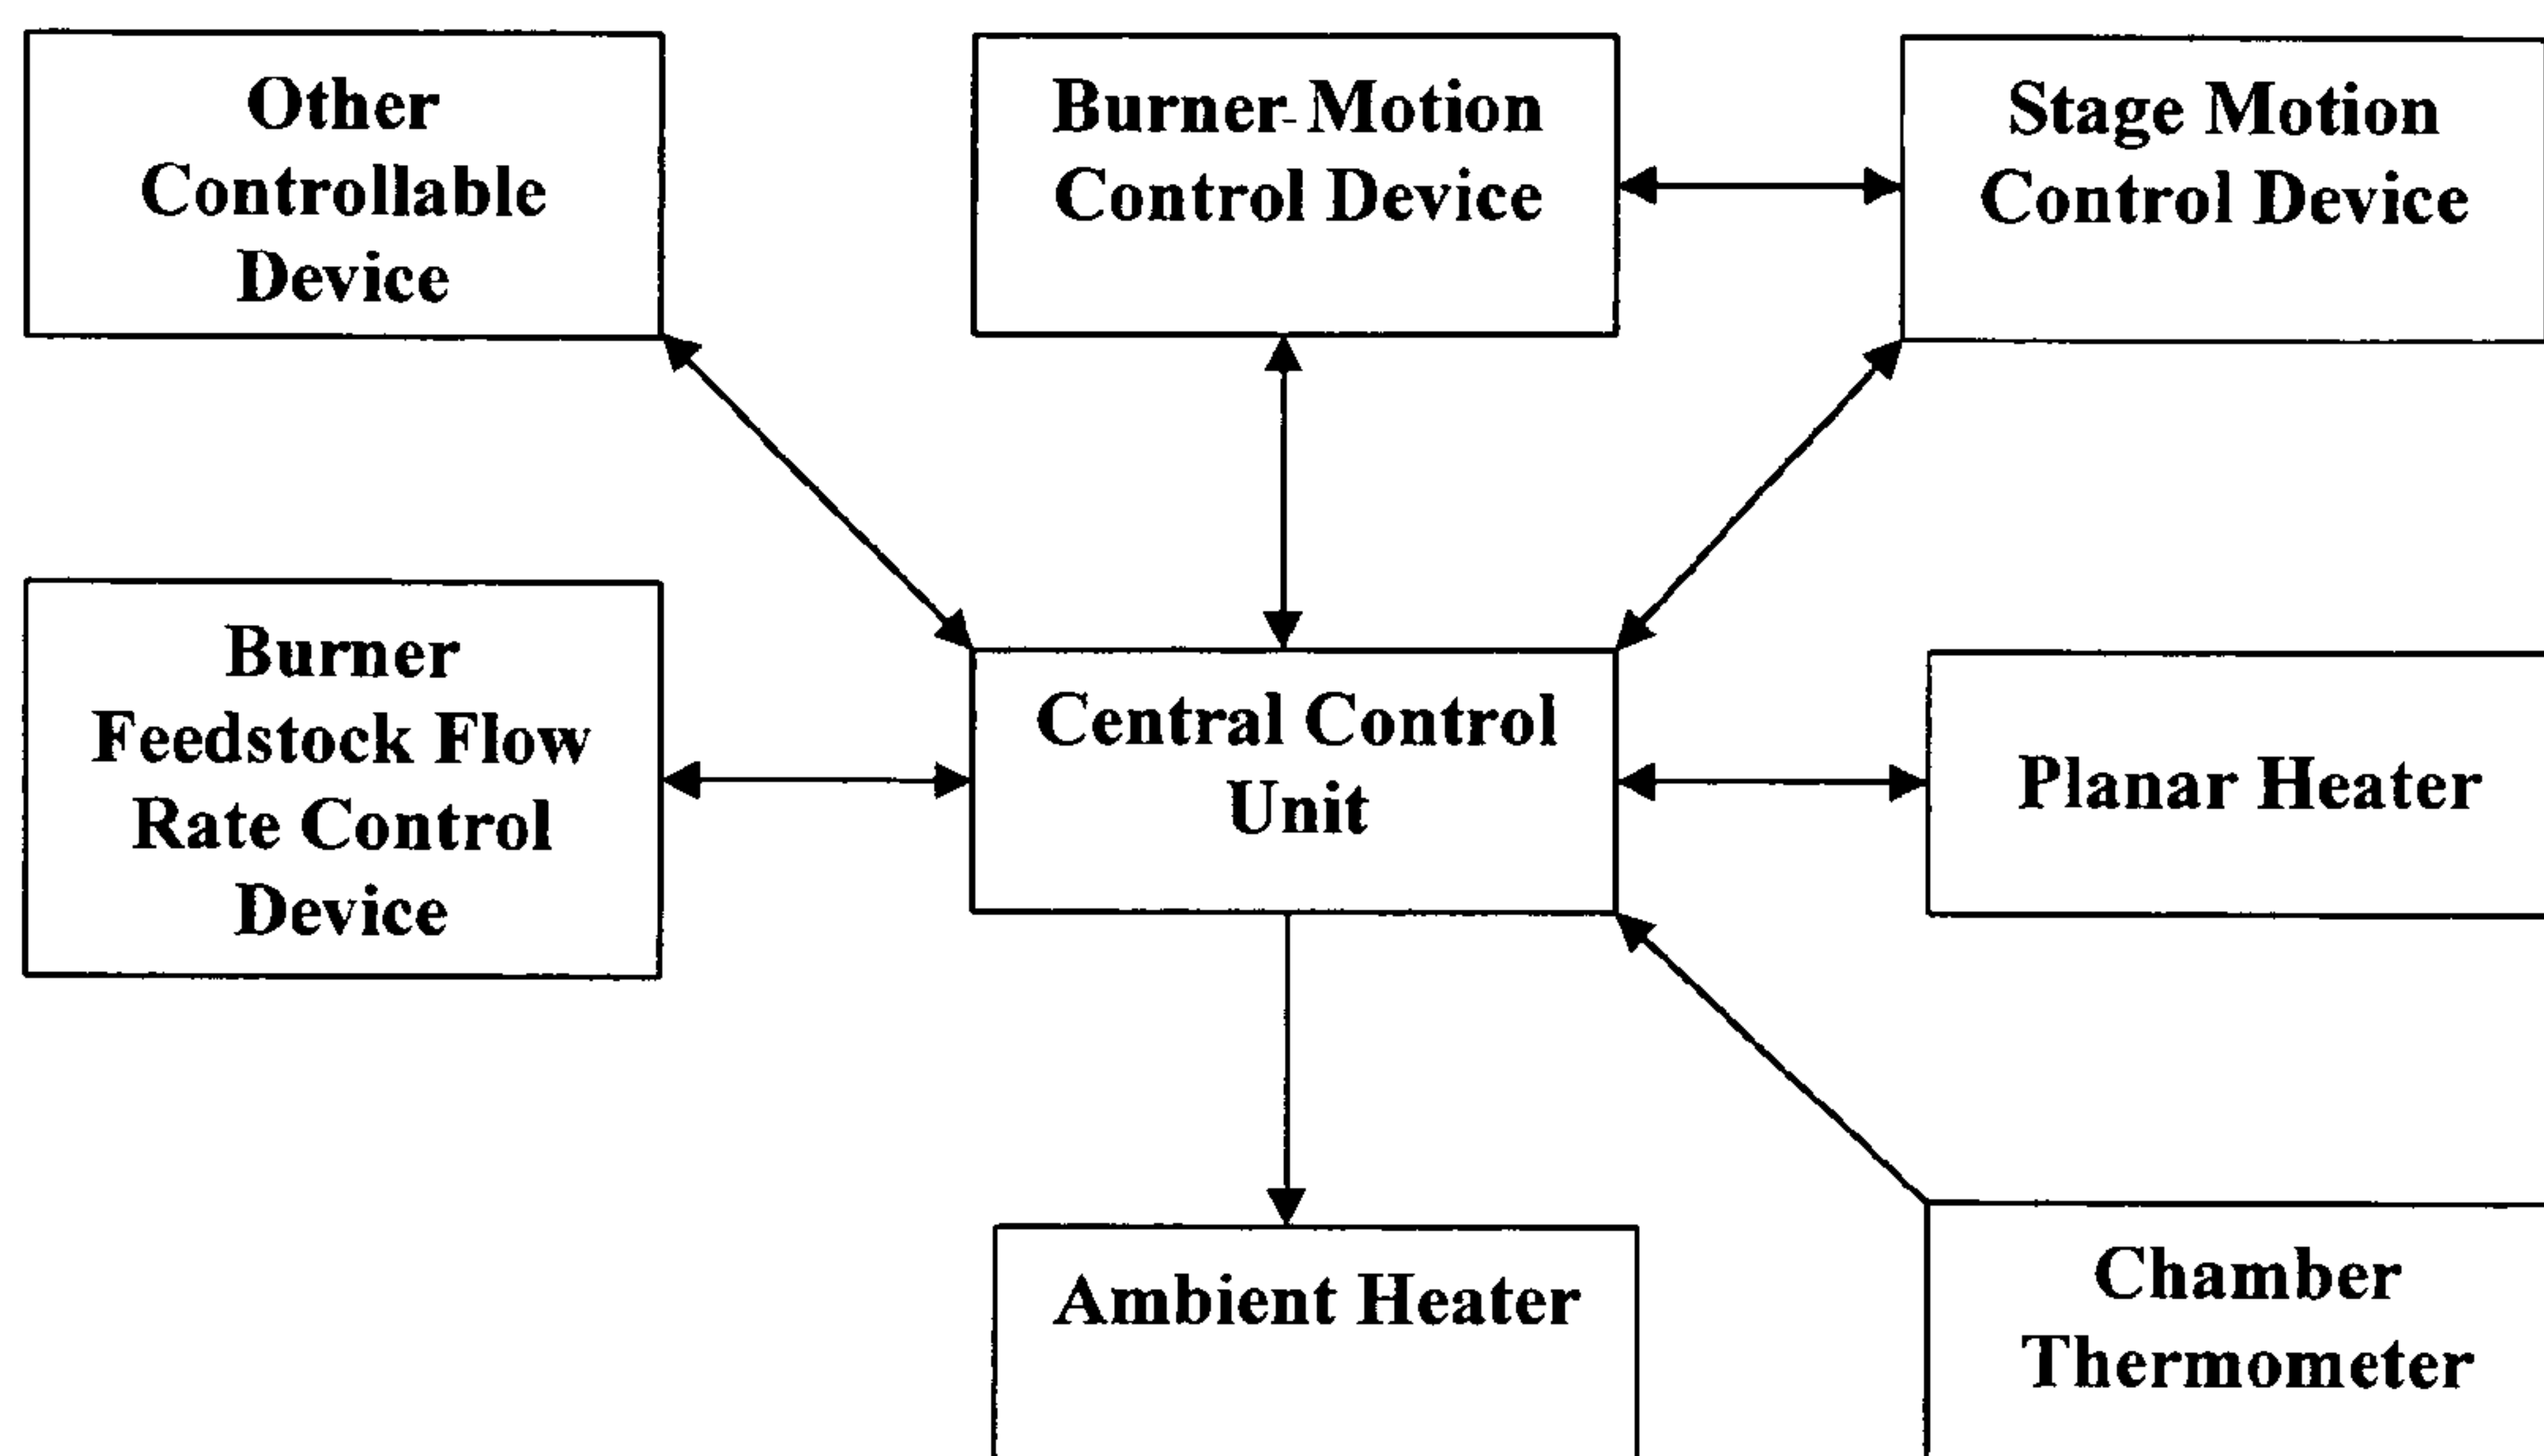 Other
Controllable
Device
Burner Motion
Control Device
Stage Motion
Control Device
Burner
Feedstock Flow
Rate Control
Device
Central Control
Unit
Planar Heater
Ambient Heater
Chamber
Thermometer